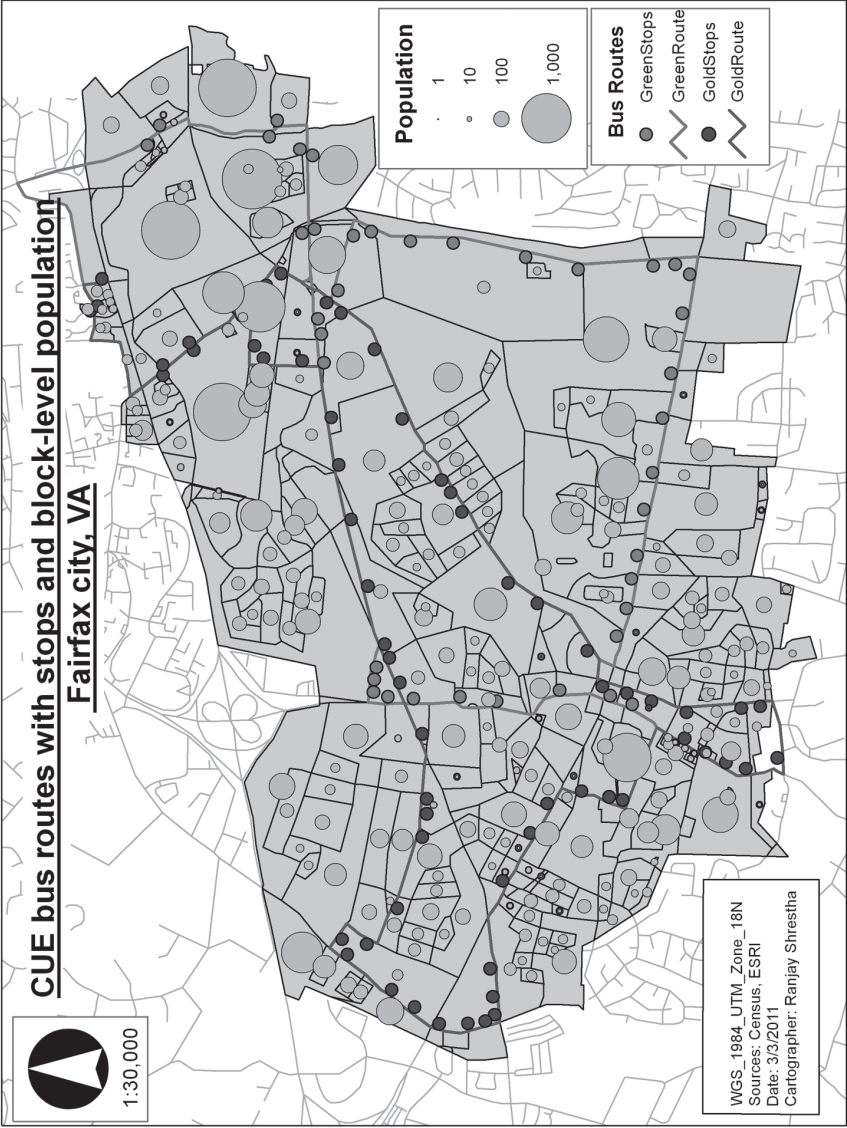 CUE bus routes with stops and block-level population
Fairfax city, VA
1:30,000
Population
1
10
100
1,000
Bus Routes
GreenStops
GreenRoute
GoldStops
GoldRoute
WGS_1984_UTM_Zone_18N
Sources: Census, ESRI
Date: 3/3/2011
Cartographer: Ranjay Shrestha